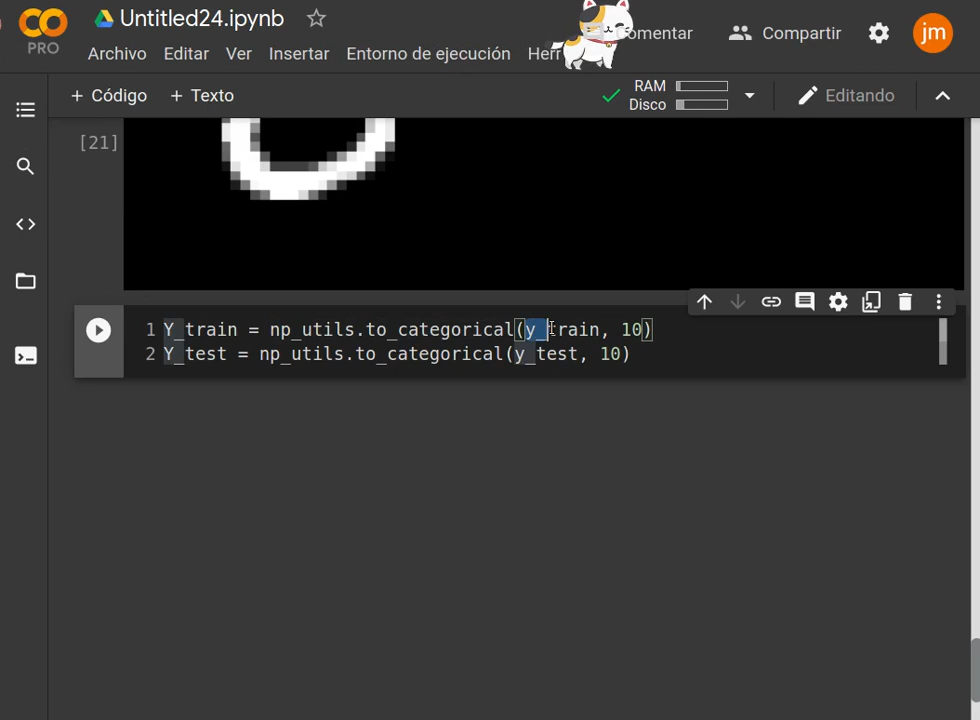 Untitled24.ipynb
PRO
Archivo Editar Ver Insertar Entorno de ejecución Herr
omentar
Compartir
jm
+ Código + Texto
RAM
Disco
Editando
[21]
1 Y_train = np_utils.to_categorical(y_train, 10)
2 Y_test = np_utils.to_categorical(y_test, 10)